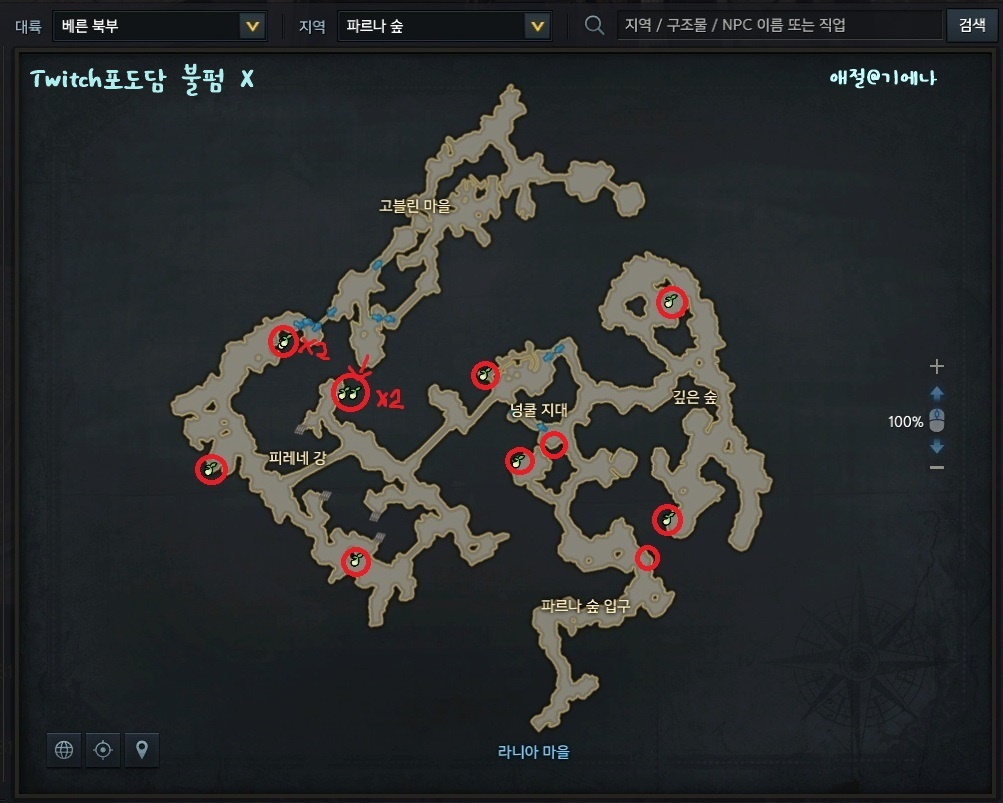 대륙 베른 북부 지역 파르나 숲 지역 / 구조물 / NPC 이름 또는 직업 검색
Twitch포도담 불펌 X 애절@기에나
고블린 마을
X2
X2
넝쿨 지대
깊은 숲
100%
피레네 강
파르나 숲 입구
라니아 마을